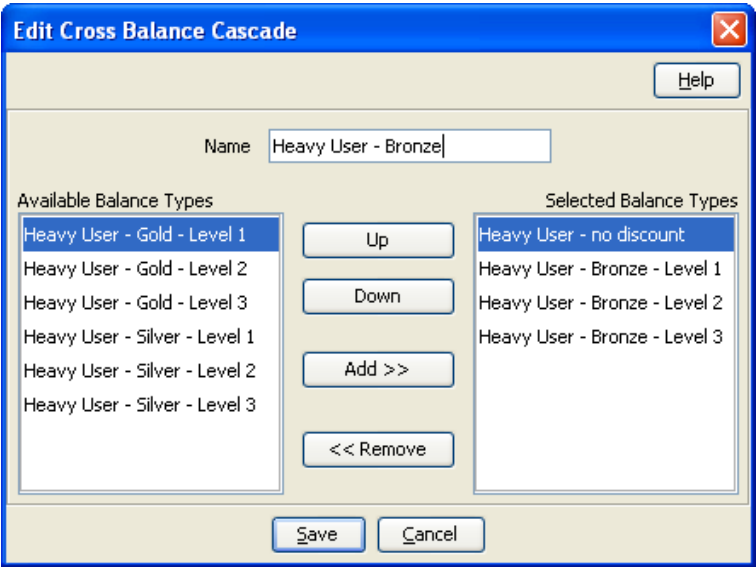 Edit Cross Balance Cascade
Help
Name Heavy User - Bronze
Available Balance Types
Selected Balance Types
Heavy User - Gold - Level 1
Heavy User - Gold - Level 2
Heavy User - Gold - Level 3
Heavy User - Silver - Level 1
Heavy User - Silver - Level 2
Heavy User - Silver - Level 3
Up
Down
Add >>
<< Remove
Heavy User - no discount
Heavy User - Bronze - Level 1
Heavy User - Bronze - Level 2
Heavy User - Bronze - Level 3
Save Cancel